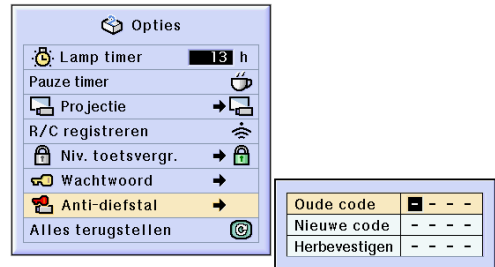 Opties
Lamp timer 13 h
Pauze timer
Projectie
R/C registreren
Niv. toetsvergr.
Wachtwoord
Anti-diefstal
Alles terugstellen
Oude code - - - -
Nieuwe code - - - -
Herbevestigen - - - -